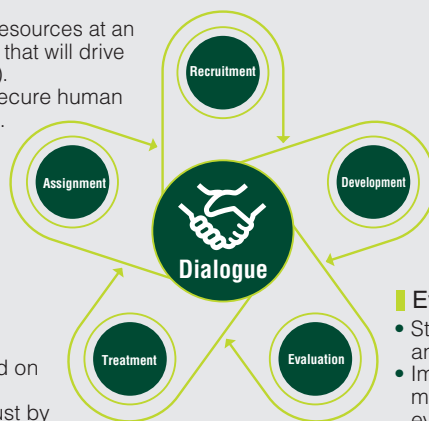 esources at an
that will drive
).
ecure human
.
Recruitment
Assignment
Development
Dialogue
Treatment
Evaluation
d on
ust by
• St
an
• Im
m